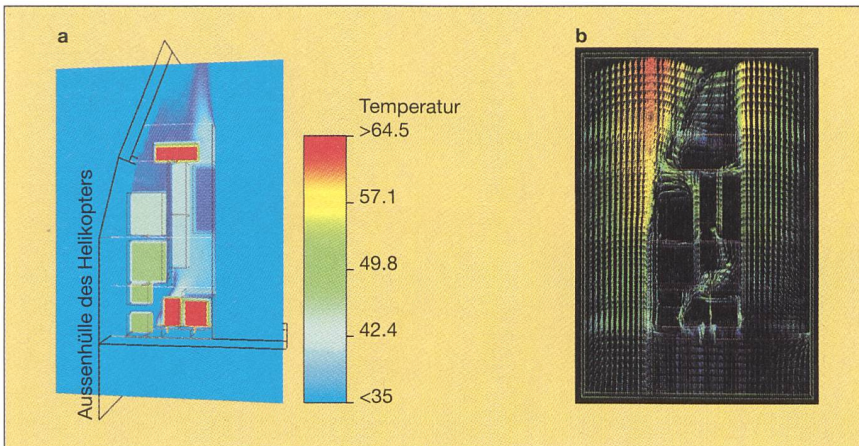 a
b
Aussenhülle des Helikopters
Temperatur
>64.5
57.1
49.8
42.4
<35